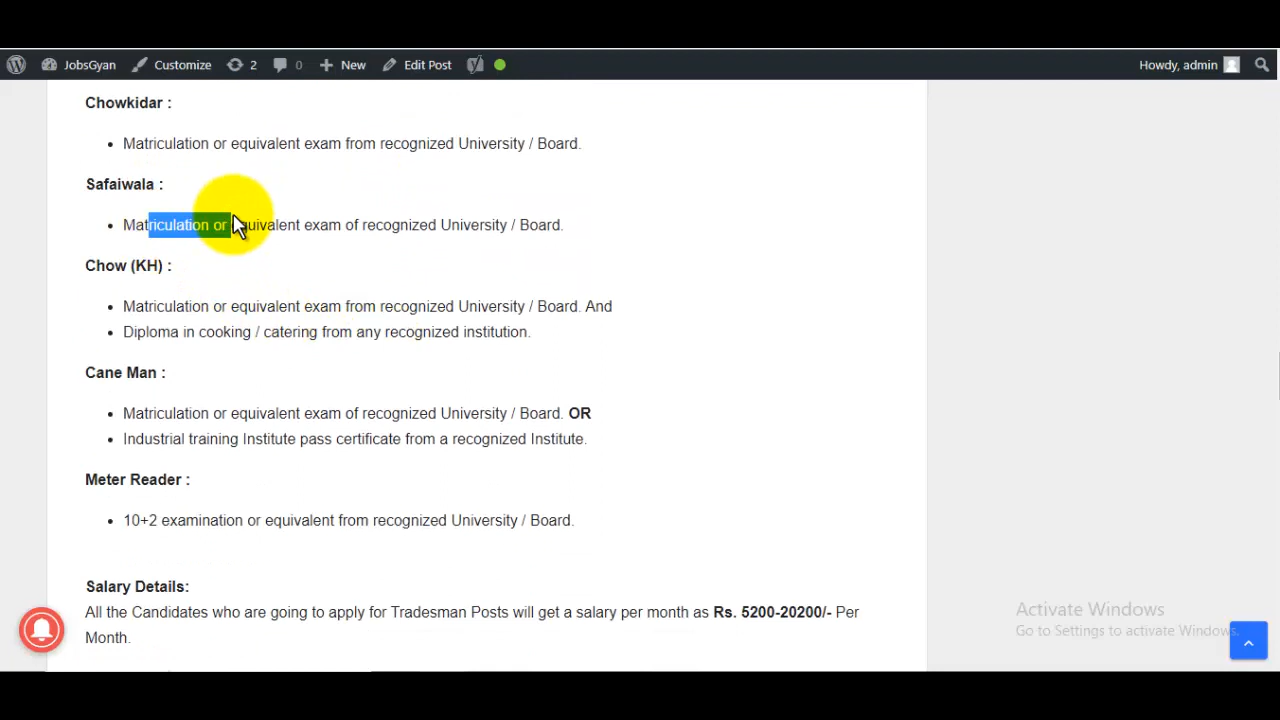 JobsGyan Customize 2 0 New Edit Post Howdy, admin
Chowkidar :
Matriculation or equivalent exam from recognized University / Board.
Safaiwala :
Matriculation or equivalent exam of recognized University / Board.
Chow (KH) :
Matriculation or equivalent exam from recognized University / Board. And
Diploma in cooking / catering from any recognized institution.
Cane Man :
Matriculation or equivalent exam of recognized University / Board. OR
Industrial training Institute pass certificate from a recognized Institute.
Meter Reader :
10+2 examination or equivalent from recognized University / Board.
Salary Details:
All the Candidates who are going to apply for Tradesman Posts will get a salary per month as Rs. 5200-20200/- Per
Month.
Activate Windows
Go to Settings to activate Windows.